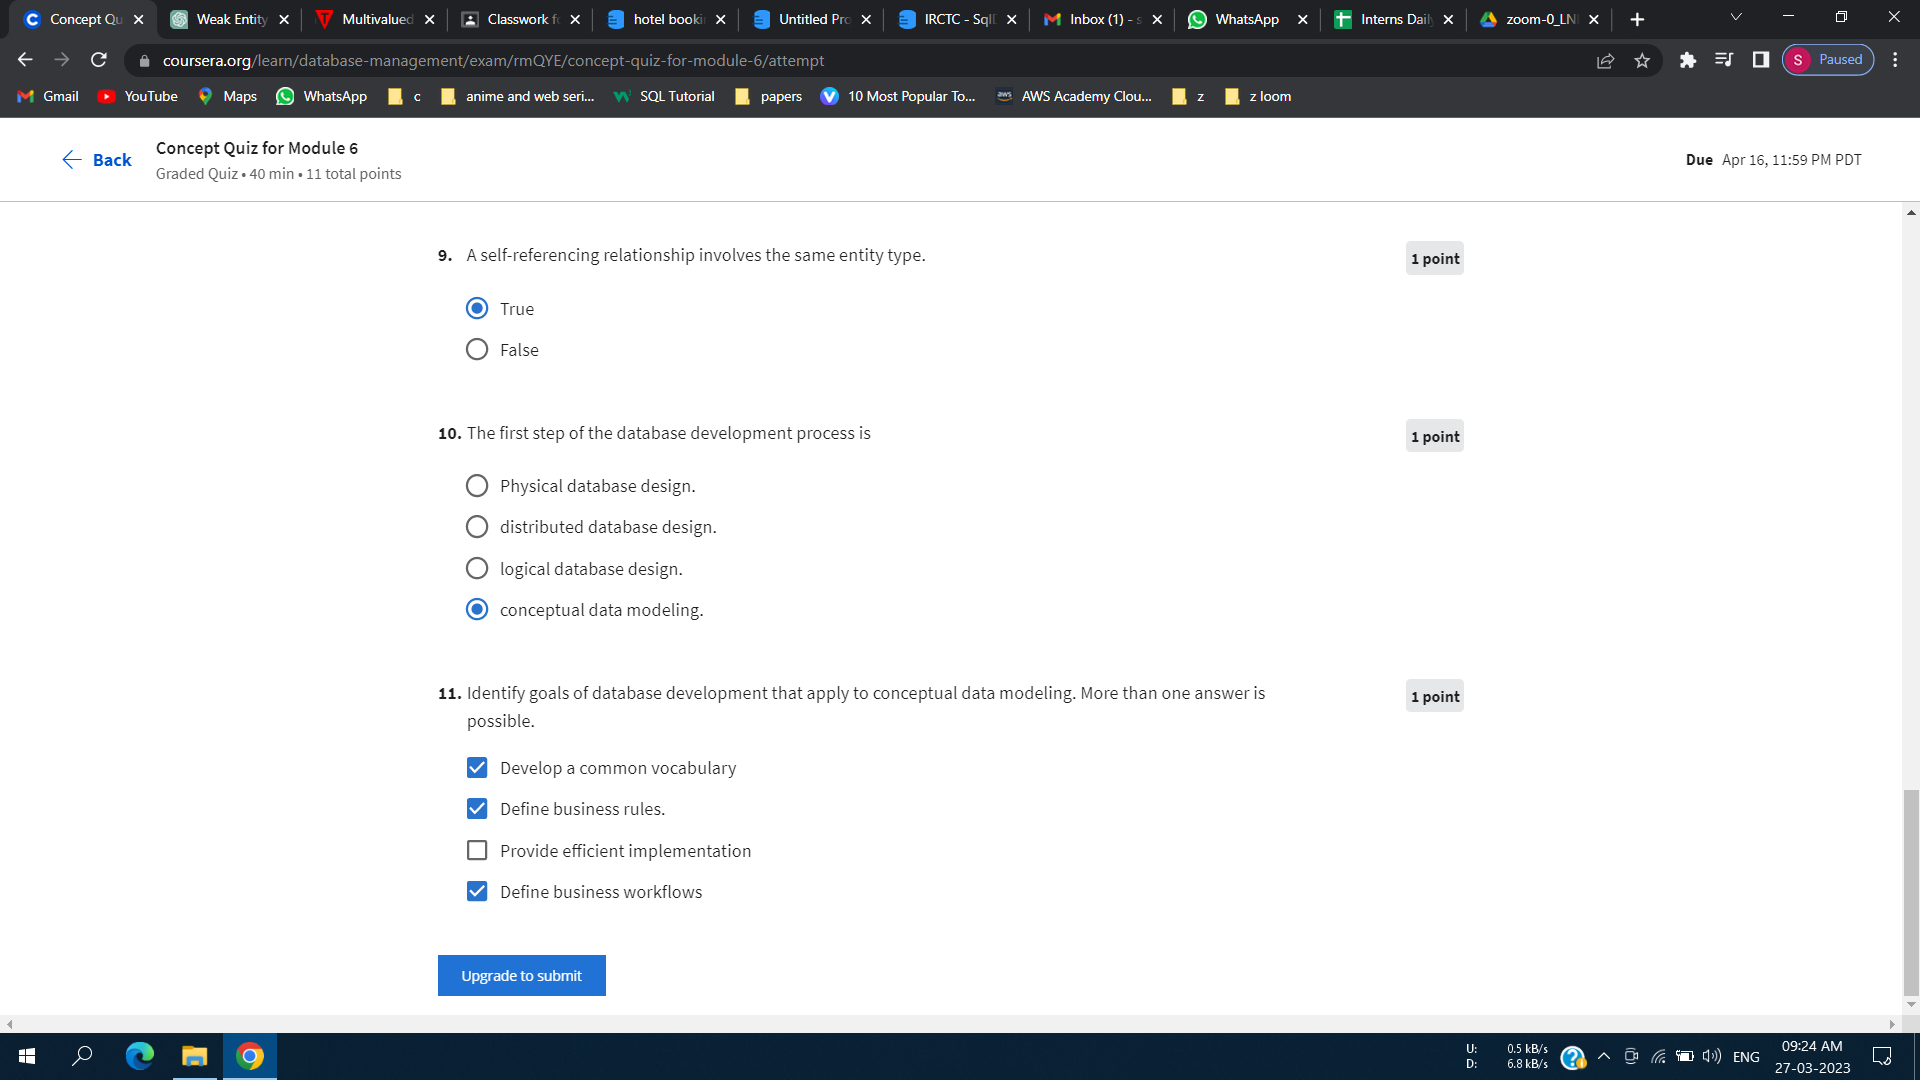 Concept Qu
Weak Entity
Multivalued
Classwork f
hotel booki
Untitled Pro
IRCTC - Sql
Inbox (1) - s
WhatsApp
Interns Dail
zoom-0_LN
coursera.org/learn/database-management/exam/rmQYE/concept-quiz-for-module-6/attempt
S Paused
Gmail YouTube Maps WhatsApp c anime and web seri... SQL Tutorial papers 10 Most Popular To... AWS Academy Clou... z z loom
Back
Concept Quiz for Module 6
Graded Quiz • 40 min • 11 total points
Due Apr 16, 11:59 PM PDT
9. A self-referencing relationship involves the same entity type.
1 point
True
False
10. The first step of the database development process is
1 point
Physical database design.
distributed database design.
logical database design.
conceptual data modeling.
11. Identify goals of database development that apply to conceptual data modeling. More than one answer is
possible.
1 point
Develop a common vocabulary
Define business rules.
Provide efficient implementation
Define business workflows
Upgrade to submit
U: 0.5 kB/s
D: 6.8 kB/s
ENG
09:24 AM
27-03-2023